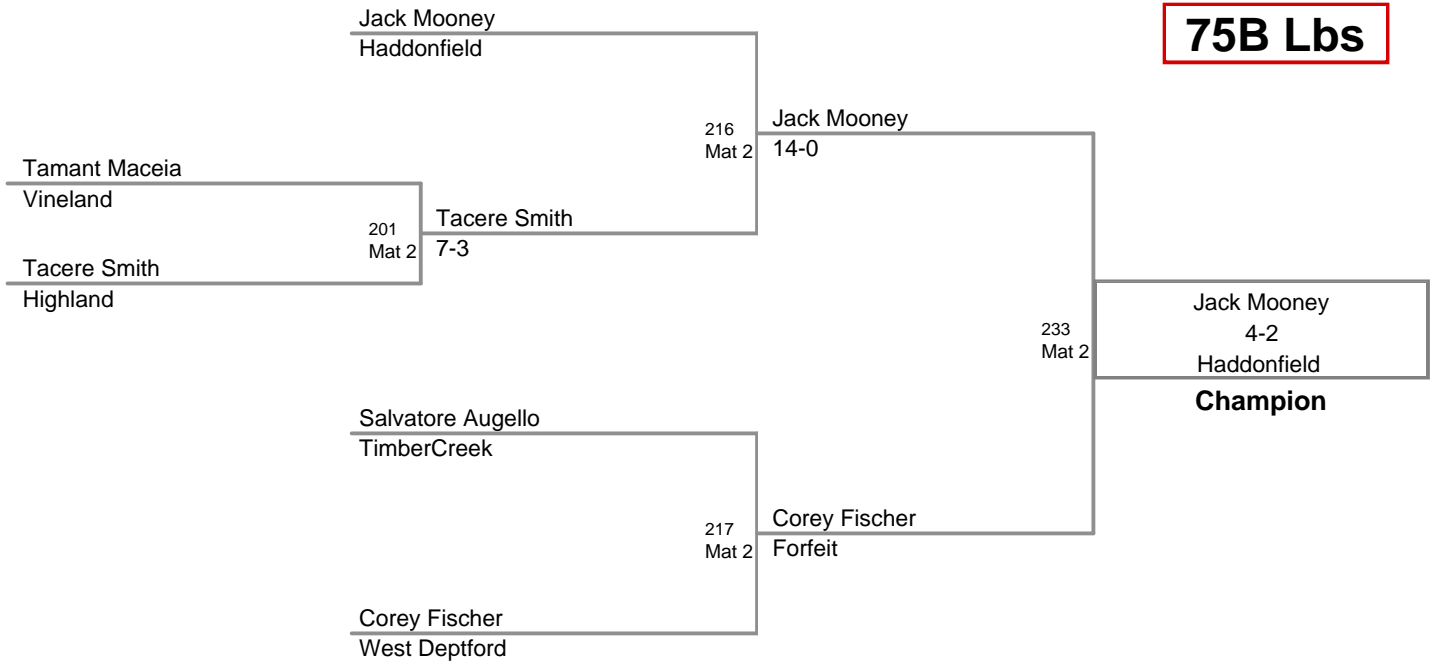 Jack Mooney
Haddonfield
75B Lbs
216
Mat 2
Jack Mooney
14-0
Tamant Maceia
Vineland
201
Mat 2
Tacere Smith
7-3
Tacere Smith
Highland
Jack Mooney
4-2
Haddonfield
Champion
233
Mat 2
Salvatore Augello
TimberCreek
217
Mat 2
Corey Fischer
Forfeit
Corey Fischer
West Deptford